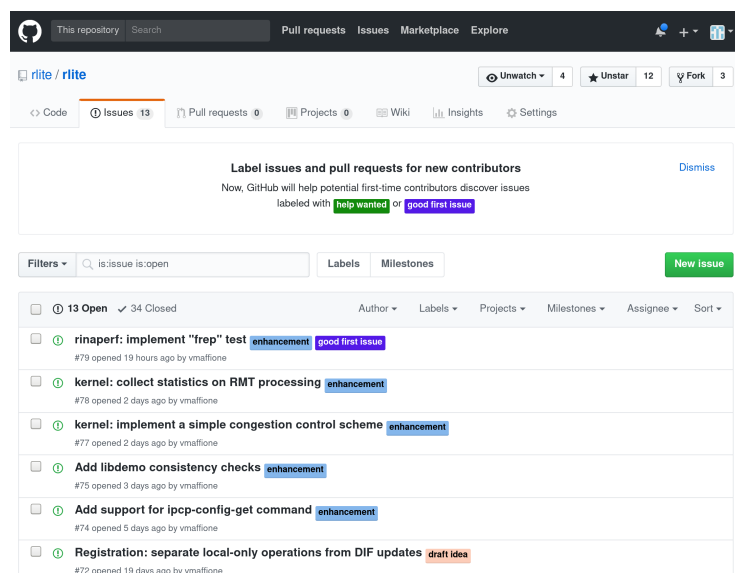 This repository Search Pull requests Issues Marketplace Explore
rlite / rlite Unwatch 4 Unstar 12 Fork 3
Code Issues 13 Pull requests 0 Projects 0 Wiki Insights Settings
Label issues and pull requests for new contributors Dismiss
Now, GitHub will help potential first-time contributors discover issues
labeled with help wanted or good first issue
Filters is:issue is:open Labels Milestones New issue
13 Open 34 Closed Author Labels Projects Milestones Assignee Sort
rinaperf: implement "frep" test enhancement good first issue
#79 opened 19 hours ago by vmaffione
kernel: collect statistics on RMT processing enhancement
#78 opened 2 days ago by vmaffione
kernel: implement a simple congestion control scheme enhancement
#77 opened 2 days ago by vmaffione
Add libdemo consistency checks enhancement
#75 opened 3 days ago by vmaffione
Add support for ipcp-config-get command enhancement
#74 opened 5 days ago by vmaffione
Registration: separate local-only operations from DIF updates draft idea
#72 opened 19 days ago by vmaffione